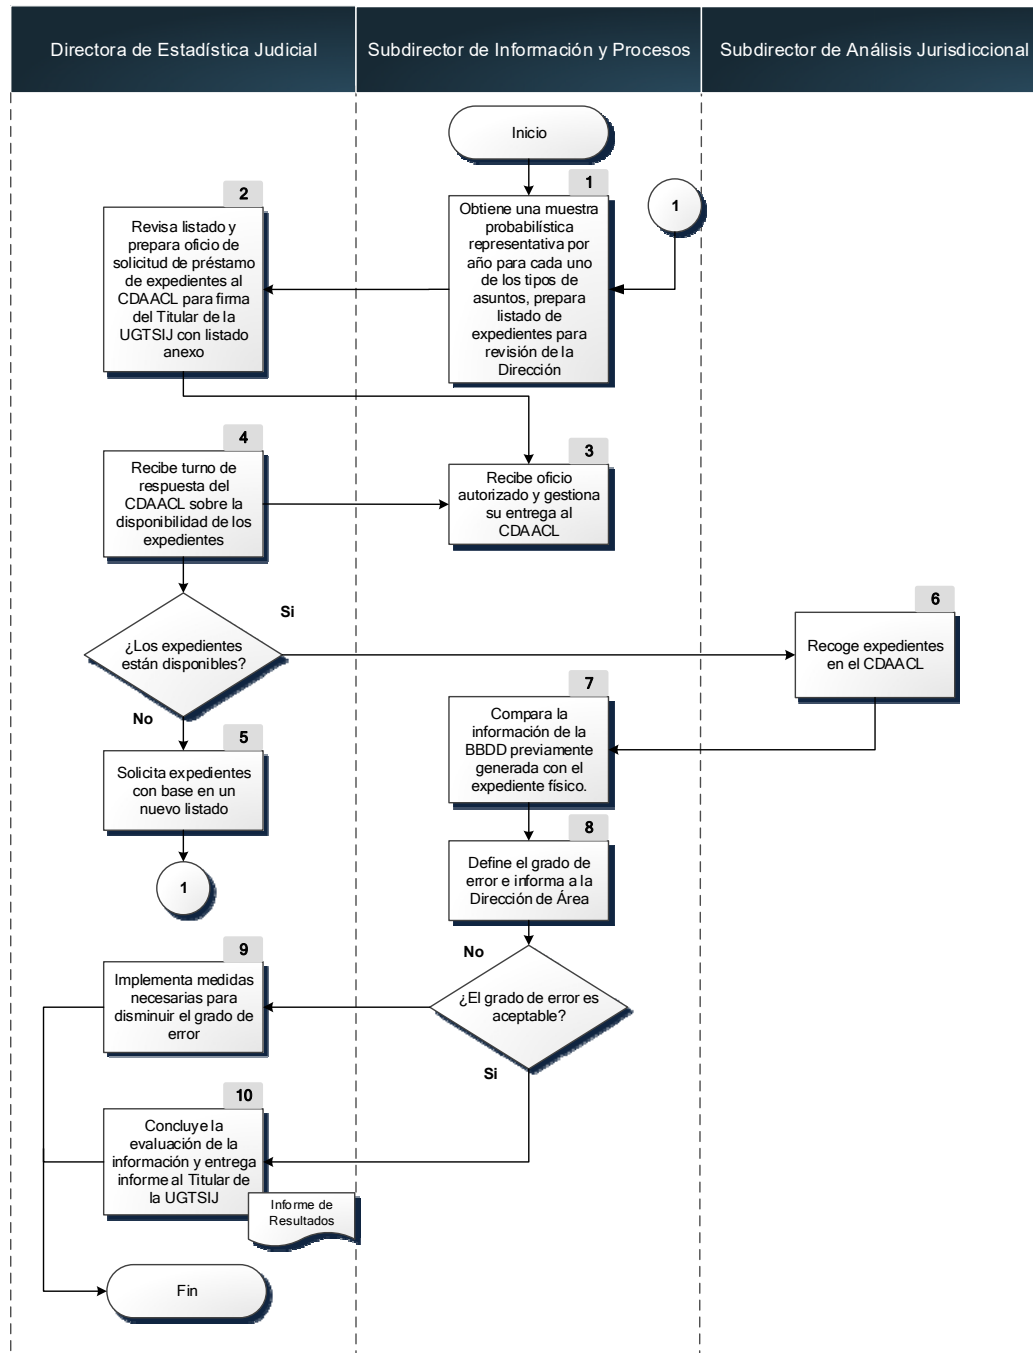 Directora de Estadística Judicial
Subdirector de Información y Procesos
Subdirector de Análisis Jurisdiccional
Inicio
1
1
Obtiene una muestra
probabilística
representativa por
año para cada uno
de los tipos de
asuntos, prepara
listado de
expedientes para
revisión de la
Dirección
2
Revisa listado y
prepara oficio de
solicitud de préstamo
de expedientes al
CDAACL para firma
del Titular de la
UGTSIJ con listado
anexo
3
Recibe oficio
autorizado y gestiona
su entrega al
CDAACL
4
Recibe turno de
respuesta del
CDAACL sobre la
disponibilidad de los
expedientes
¿Los expedientes
están disponibles?
Si
No
5
Solicita expedientes
con base en un
nuevo listado
1
6
Recoge expedientes
en el CDAACL
7
Compara la
información de la
BBDD previamente
generada con el
expediente físico.
8
Define el grado de
error e informa a la
Dirección de Área
¿El grado de error es
aceptable?
No
Si
9
Implementa medidas
necesarias para
disminuir el grado de
error
10
Concluye la
evaluación de la
información y entrega
informe al Titular de
la UGTSIJ
Informe de
Resultados
Fin